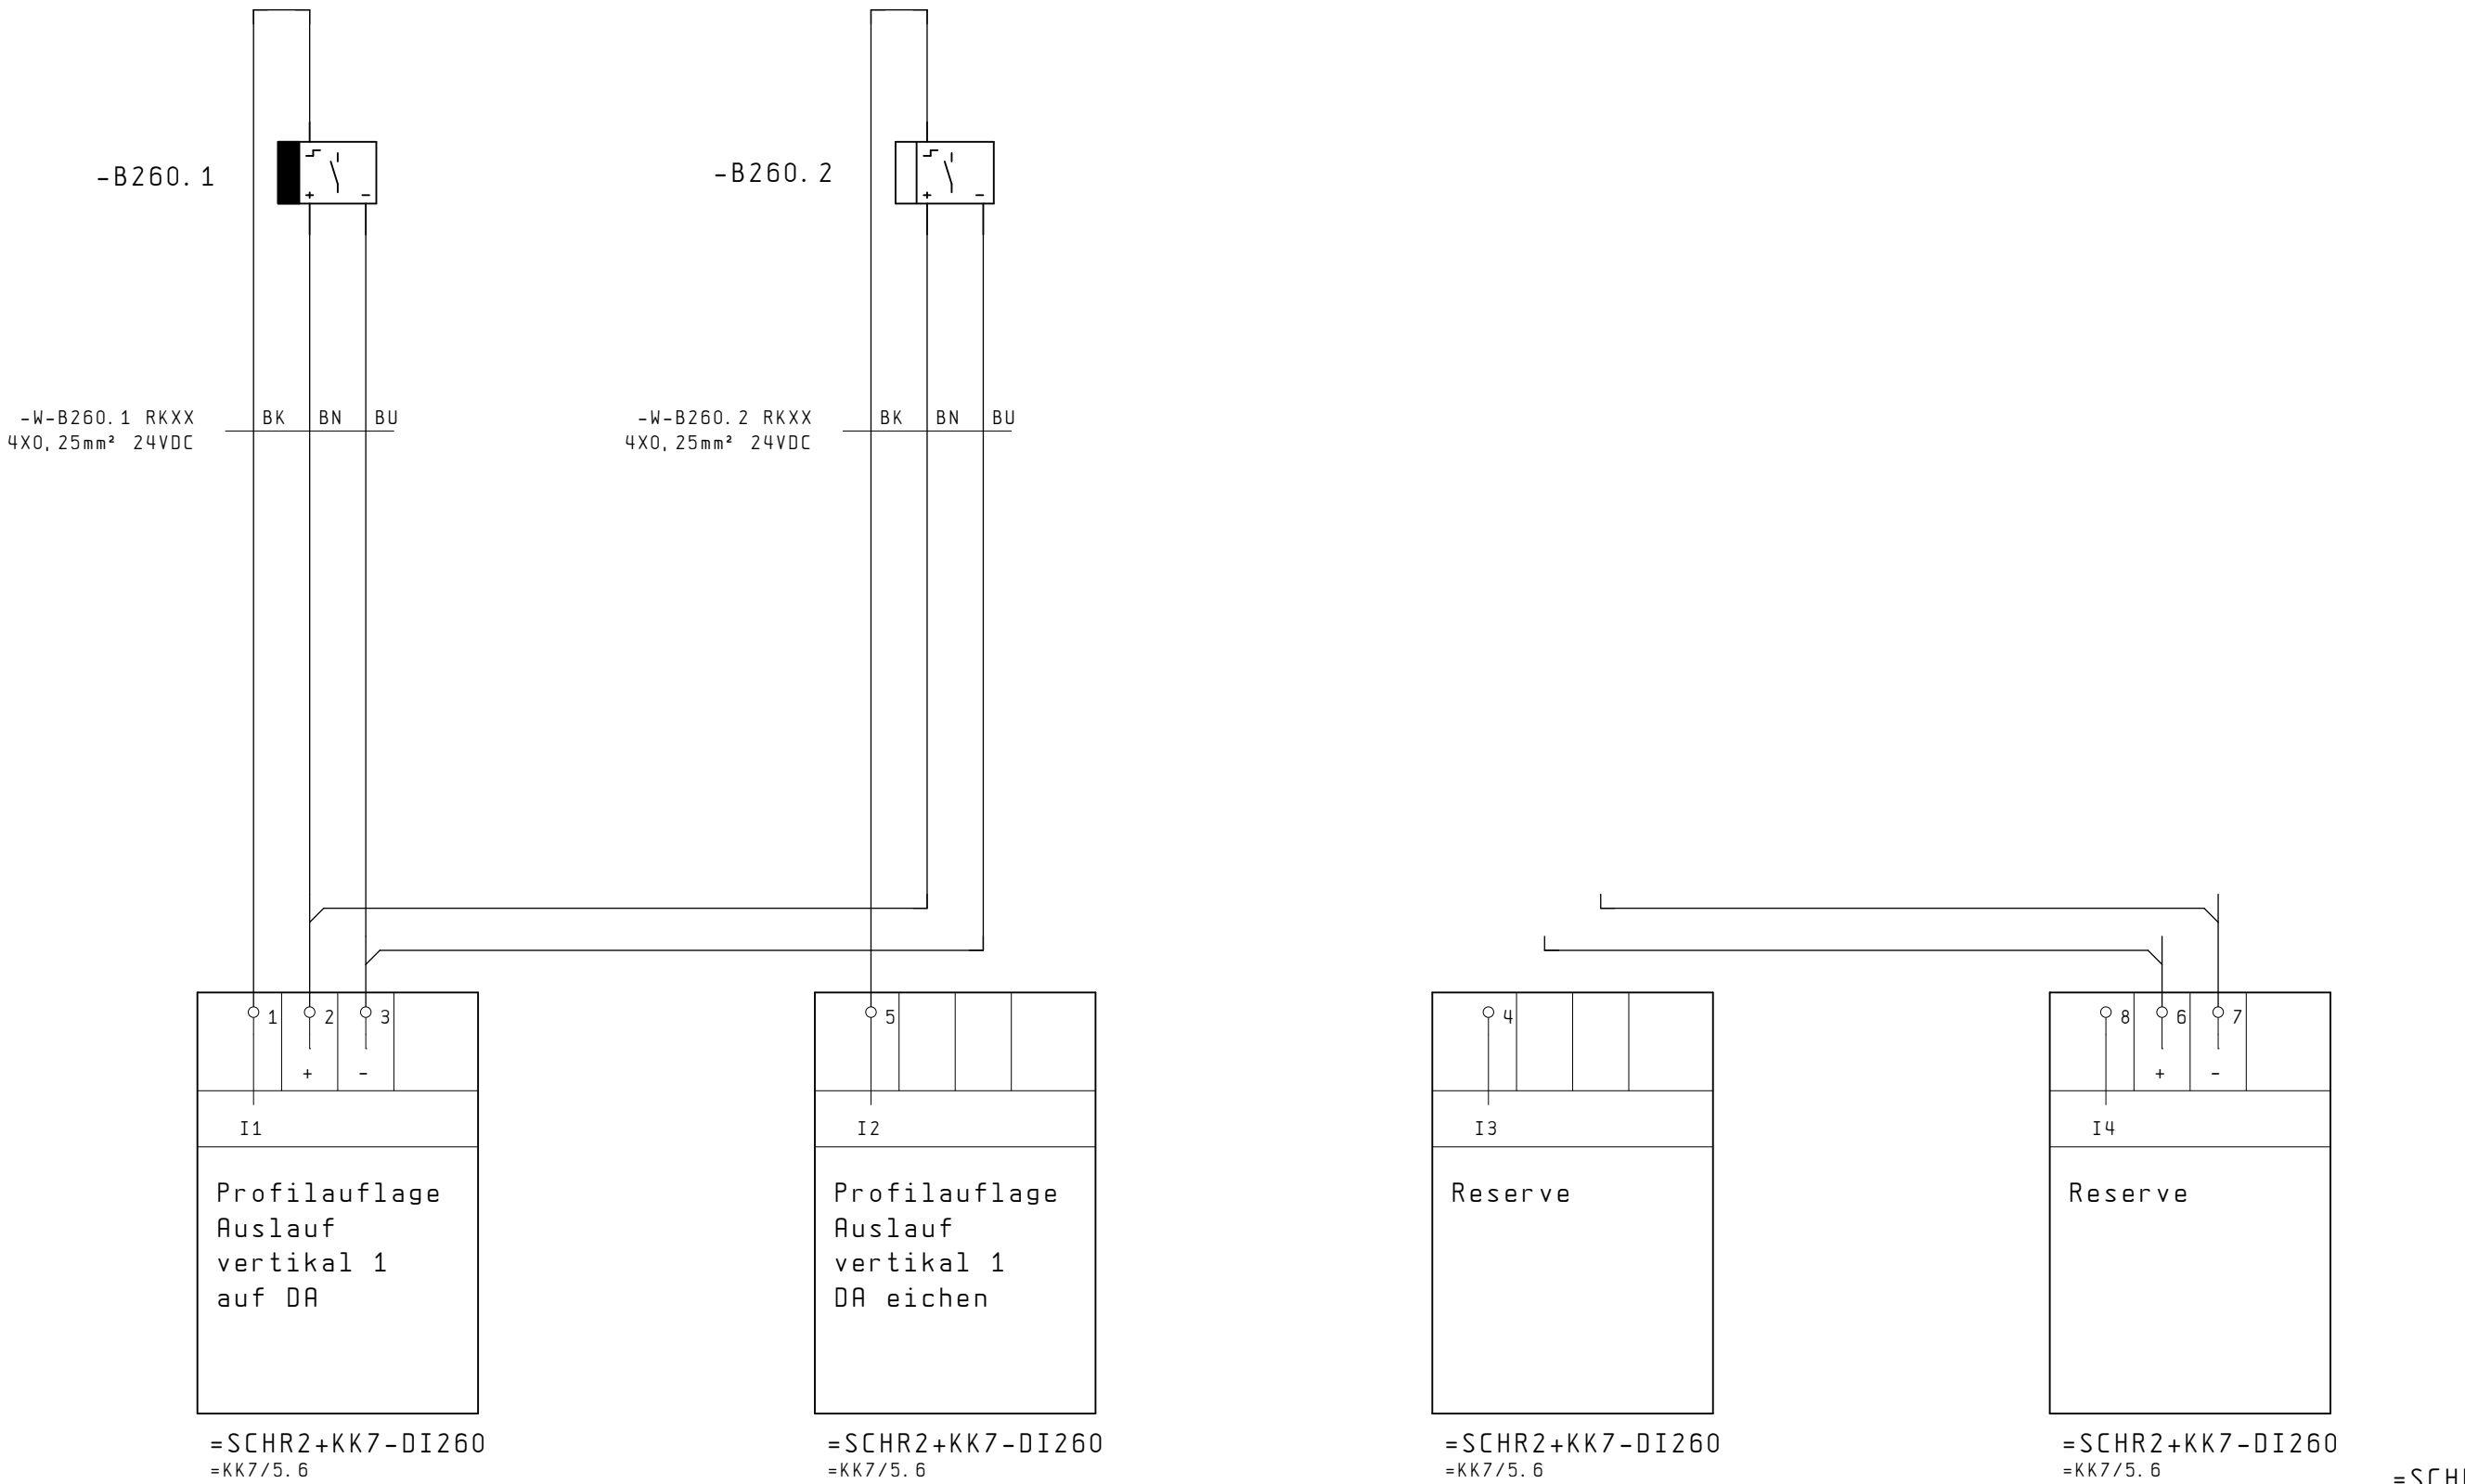 -B260.1
-B260.2
-W-B260.1 RKXX
4X0,25mm² 24VDC
BK BN BU
-W-B260.2 RKXX
4X0,25mm² 24VDC
BK BN BU
1 2 3
+ -
I1
Profilauflage
Auslauf
vertikal 1
auf DA
=SCHR2+KK7-DI260
=KK7/5.6
5
I2
Profilauflage
Auslauf
vertikal 1
DA eichen
=SCHR2+KK7-DI260
=KK7/5.6
4
I3
Reserve
=SCHR2+KK7-DI260
=KK7/5.6
8 6 7
+ -
I4
Reserve
=SCHR2+KK7-DI260
=KK7/5.6